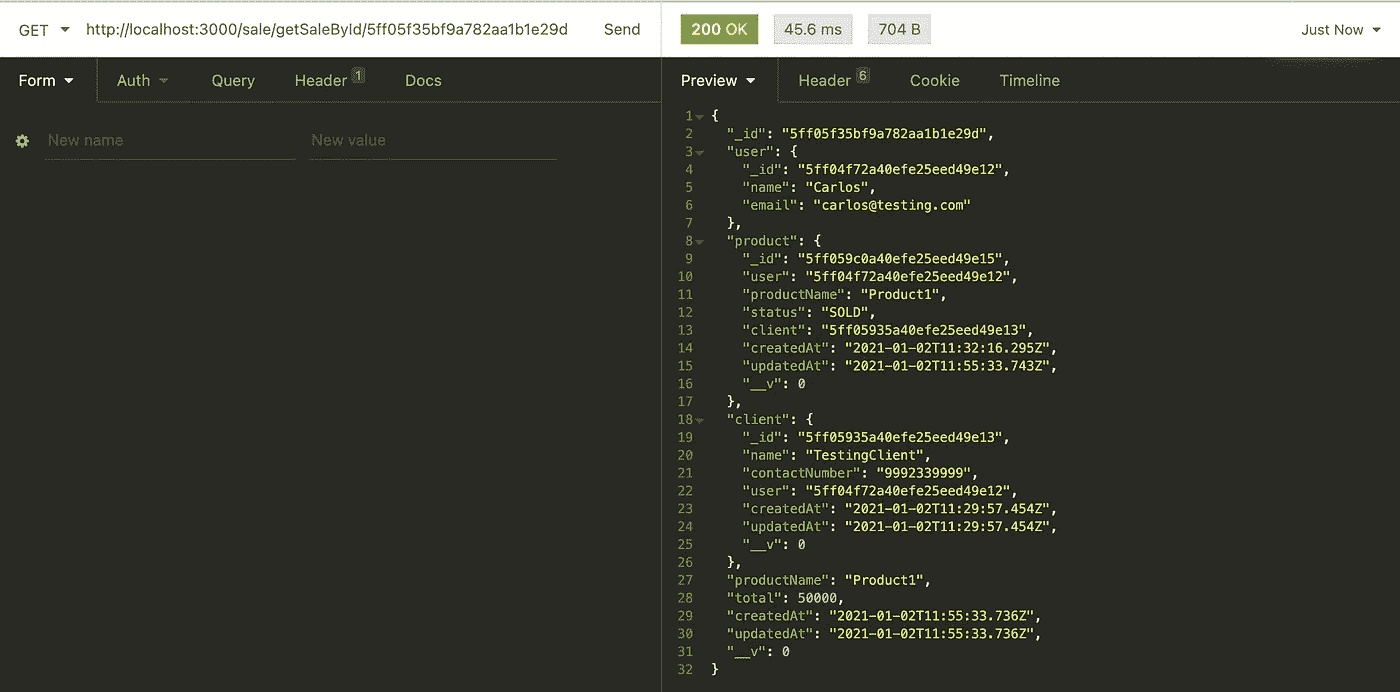 GET http://localhost:3000/sale/getSaleById/5ff05f35bf9a782aa1b1e29d Send 200 OK 45.6 ms 704 B Just Now
Form Auth Query Header 1 Docs Preview Header 6 Cookie Timeline
New name New value
1 {
2 "_id": "5ff05f35bf9a782aa1b1e29d",
3 "user": {
4 "_id": "5ff04f72a40efe25eed49e12",
5 "name": "Carlos",
6 "email": "carlos@testing.com"
7 },
8 "product": {
9 "_id": "5ff059c0a40efe25eed49e15",
10 "user": "5ff04f72a40efe25eed49e12",
11 "productName": "Product1",
12 "status": "SOLD",
13 "client": "5ff05935a40efe25eed49e13",
14 "createdAt": "2021-01-02T11:32:16.295Z",
15 "updatedAt": "2021-01-02T11:55:33.743Z",
16 "__v": 0
17 },
18 "client": {
19 "_id": "5ff05935a40efe25eed49e13",
20 "name": "TestingClient",
21 "contactNumber": "9992339999",
22 "user": "5ff04f72a40efe25eed49e12",
23 "createdAt": "2021-01-02T11:29:57.454Z",
24 "updatedAt": "2021-01-02T11:29:57.454Z",
25 "__v": 0
26 },
27 "productName": "Product1",
28 "total": 50000,
29 "createdAt": "2021-01-02T11:55:33.736Z",
30 "updatedAt": "2021-01-02T11:55:33.736Z",
31 "__v": 0
32 }